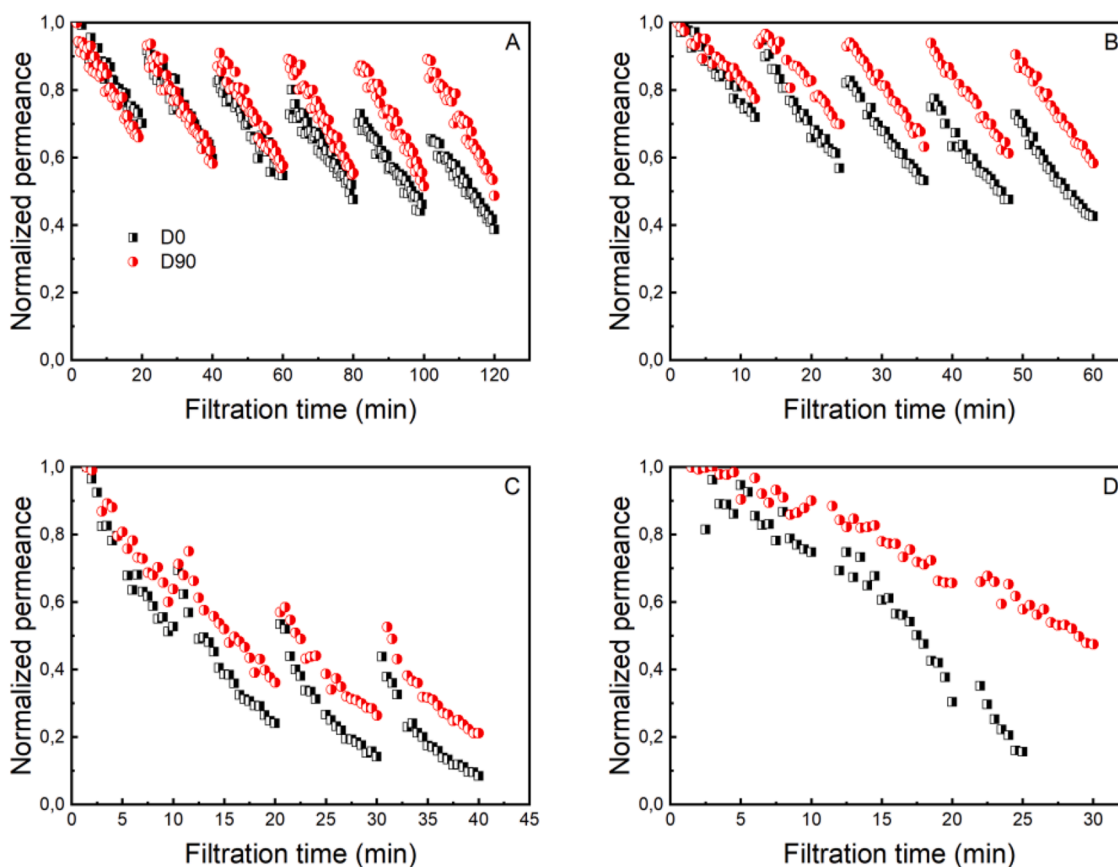 A
Normalized permeance
1,0
0,8
0,6
0,4
0,2
0,0
D0
D90
0 20 40 60 80 100 120
Filtration time (min)
B
Normalized permeance
1,0
0,8
0,6
0,4
0,2
0,0
0 10 20 30 40 50 60
Filtration time (min)
C
Normalized permeance
1,0
0,8
0,6
0,4
0,2
0,0
0 5 10 15 20 25 30 35 40 45
Filtration time (min)
D
Normalized permeance
1,0
0,8
0,6
0,4
0,2
0,0
0 5 10 15 20 25 30
Filtration time (min)